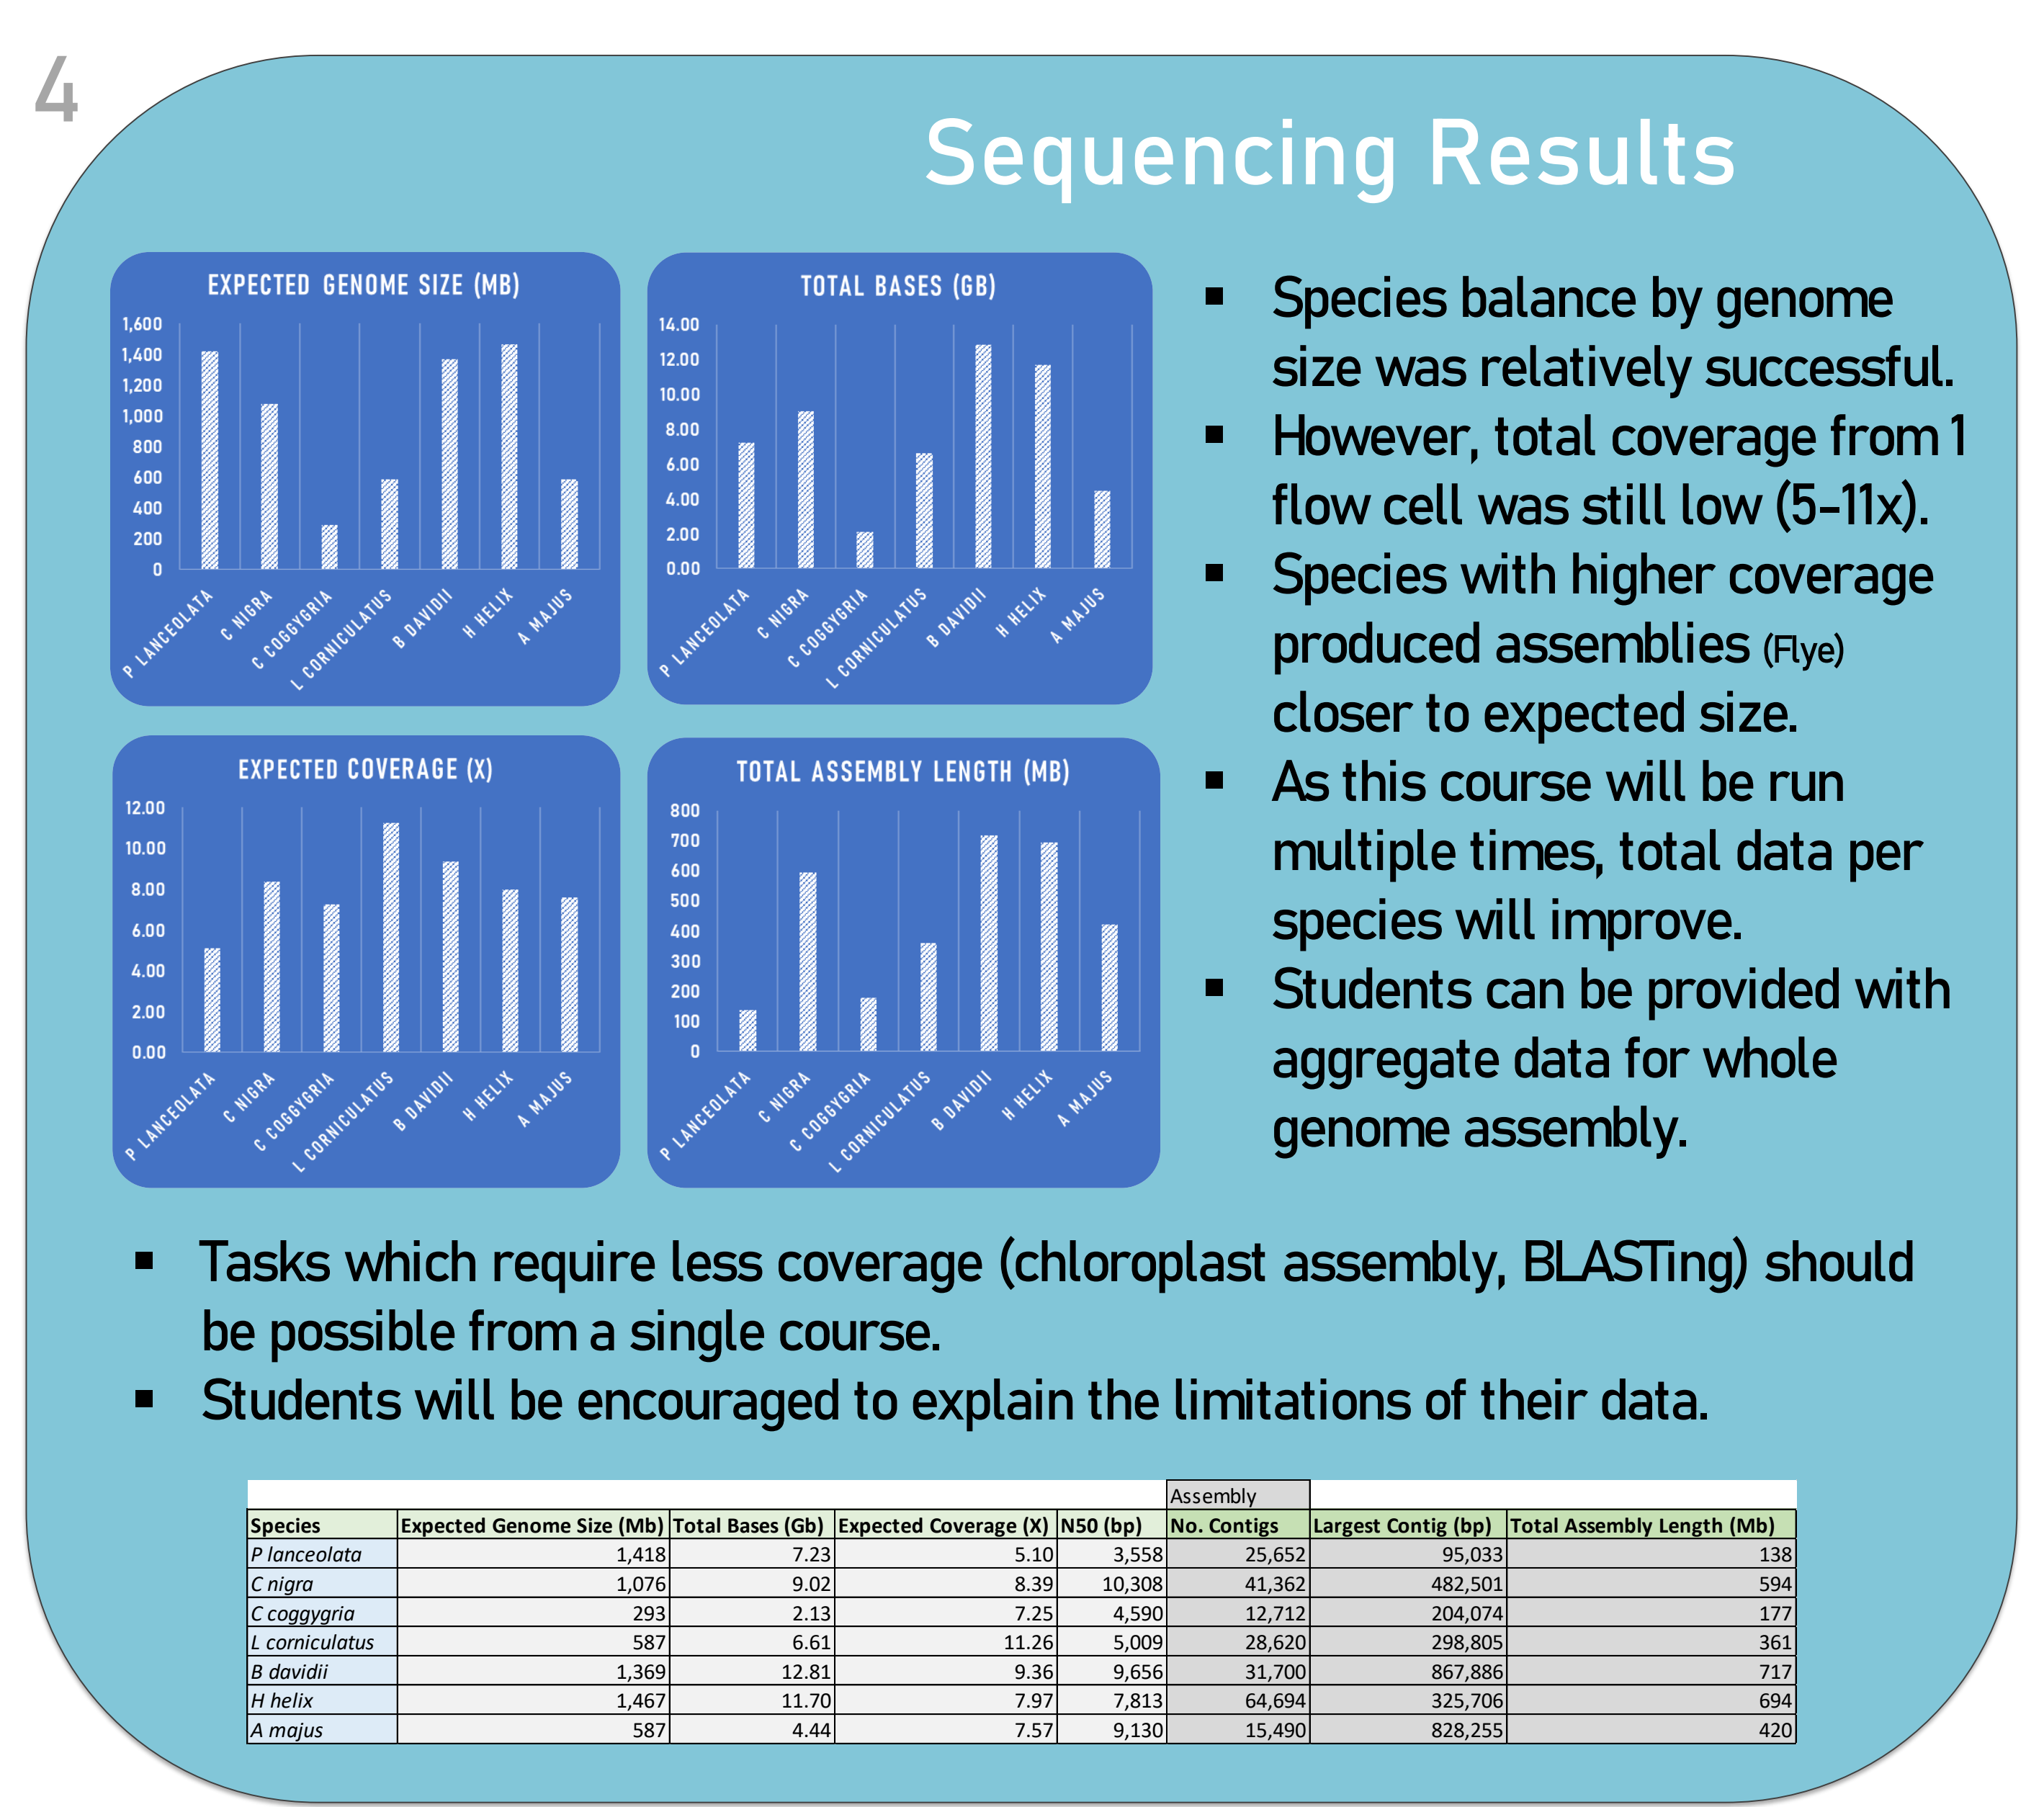 4
Sequencing Results
EXPECTED GENOME SIZE (MB)
1,600
1,400
1,200
1,000
800
600
400
200
0
P LANCEOLATA
C NIGRA
C COGGYGRIA
L CORNICULATUS
B DAVIDII
H HELIX
A MAJUS
TOTAL BASES (GB)
14.00
12.00
10.00
8.00
6.00
4.00
2.00
0.00
P LANCEOLATA
C NIGRA
C COGGYGRIA
L CORNICULATUS
B DAVIDII
H HELIX
A MAJUS
EXPECTED COVERAGE (X)
12.00
10.00
8.00
6.00
4.00
2.00
0.00
P LANCEOLATA
C NIGRA
C COGGYGRIA
L CORNICULATUS
B DAVIDII
H HELIX
A MAJUS
TOTAL ASSEMBLY LENGTH (MB)
800
700
600
500
400
300
200
100
0
P LANCEOLATA
C NIGRA
C COGGYGRIA
L CORNICULATUS
B DAVIDII
H HELIX
A MAJUS
▪ Species balance by genome
size was relatively successful.
▪ However, total coverage from 1
flow cell was still low (5-11x).
▪ Species with higher coverage
produced assemblies (Flye)
closer to expected size.
▪ As this course will be run
multiple times, total data per
species will improve.
▪ Students can be provided with
aggregate data for whole
genome assembly.
▪ Tasks which require less coverage (chloroplast assembly, BLASTing) should
be possible from a single course.
▪ Students will be encouraged to explain the limitations of their data.
Assembly
Species Expected Genome Size (Mb) Total Bases (Gb) Expected Coverage (X) N50 (bp) No. Contigs Largest Contig (bp) Total Assembly Length (Mb)
P lanceolata 1,418 7.23 5.10 3,558 25,652 95,033 138
C nigra 1,076 9.02 8.39 10,308 41,362 482,501 594
C coggygria 293 2.13 7.25 4,590 12,712 204,074 177
L corniculatus 587 6.61 11.26 5,009 28,620 298,805 361
B davidii 1,369 12.81 9.36 9,656 31,700 867,886 717
H helix 1,467 11.70 7.97 7,813 64,694 325,706 694
A majus 587 4.44 7.57 9,130 15,490 828,255 420